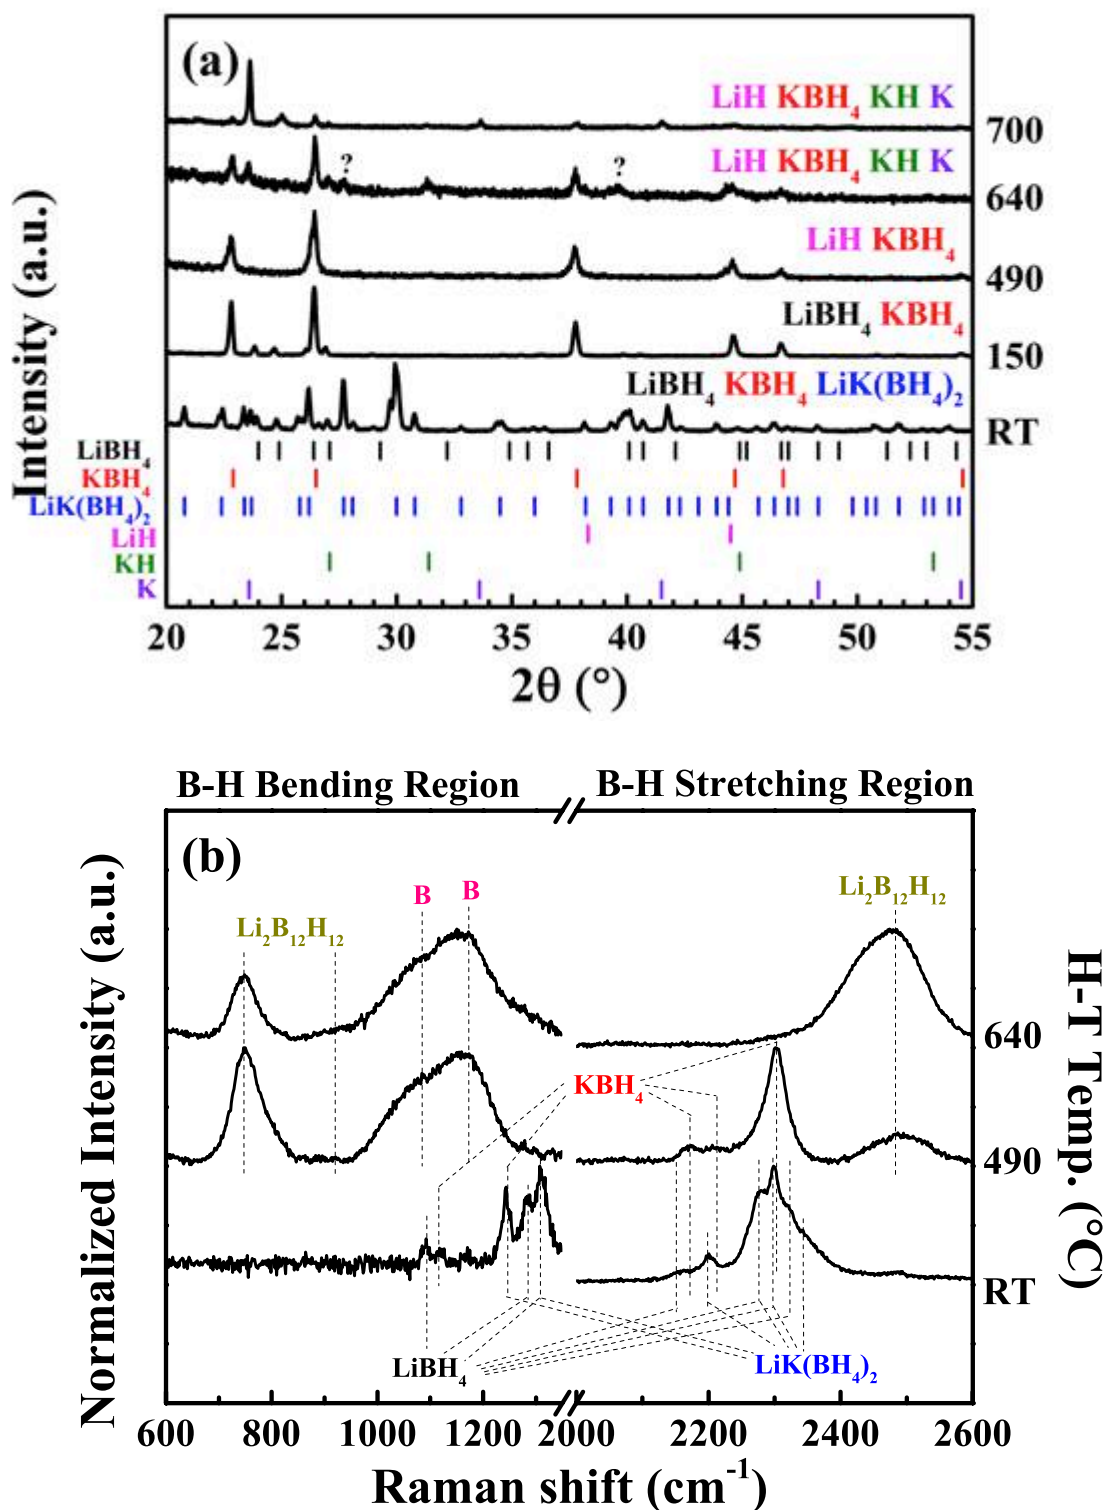 (a)
LiH KBH₄ KH K
700
? ?
LiH KBH₄ KH K
640
LiH KBH₄
490
LiBH₄ KBH₄
150
LiBH₄ KBH₄ LiK(BH₄)₂
RT
LiBH₄
KBH₄
LiK(BH₄)₂
LiH
KH
K
Intensity (a.u.)
20 25 30 35 40 45 50 55
2θ (°)
B-H Bending Region B-H Stretching Region
(b)
B B
Li₂B₁₂H₁₂ Li₂B₁₂H₁₂
640
KBH₄
490
RT
LiBH₄ LiK(BH₄)₂
Normalized Intensity (a.u.)
H-T Temp. (°C)
600 800 1000 1200 2000 2200 2400 2600
Raman shift (cm⁻¹)